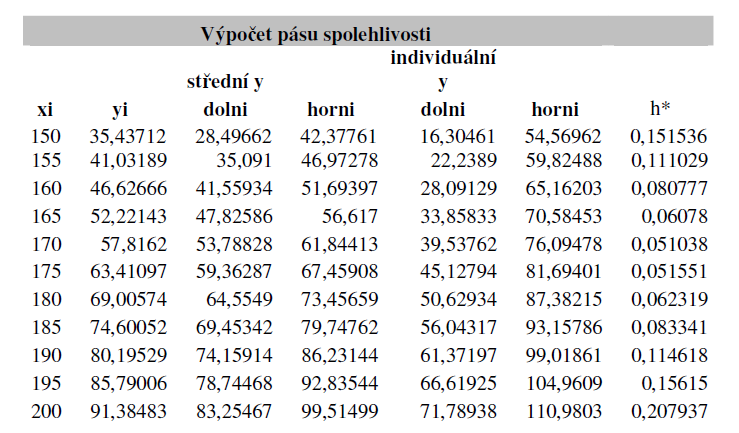 Výpočet pásu spolehlivosti
individuální
střední y y
xi yi dolni horni dolni horni h*
150 35,43712 28,49662 42,37761 16,30461 54,56962 0,151536
155 41,03189 35,091 46,97278 22,2389 59,82488 0,111029
160 46,62666 41,55934 51,69397 28,09129 65,16203 0,080777
165 52,22143 47,82586 56,617 33,85833 70,58453 0,06078
170 57,8162 53,78828 61,84413 39,53762 76,09478 0,051038
175 63,41097 59,36287 67,45908 45,12794 81,69401 0,051551
180 69,00574 64,5549 73,45659 50,62934 87,38215 0,062319
185 74,60052 69,45342 79,74762 56,04317 93,15786 0,083341
190 80,19529 74,15914 86,23144 61,37197 99,01861 0,114618
195 85,79006 78,74468 92,83544 66,61925 104,9609 0,15615
200 91,38483 83,25467 99,51499 71,78938 110,9803 0,207937